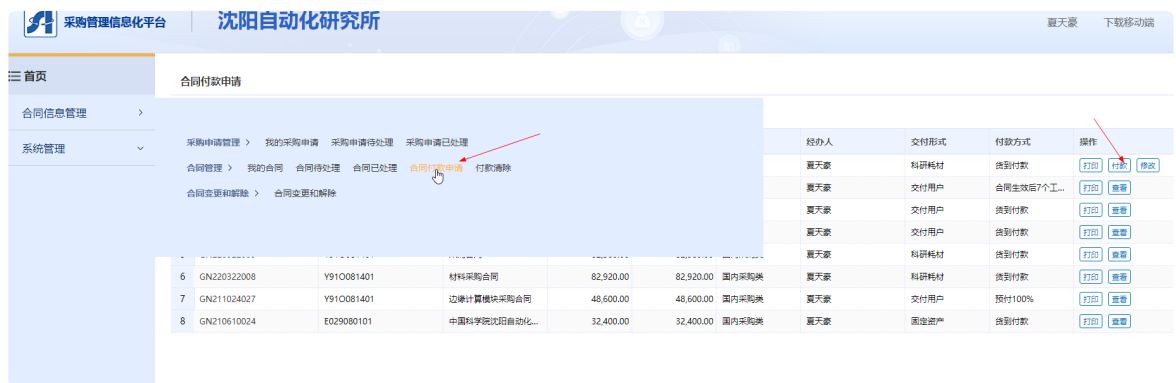 采购管理信息化平台 沈阳自动化研究所 夏天豪 下载移动端
首页 合同付款申请
合同信息管理
系统管理
采购申请管理 > 我的采购申请 采购申请待处理 采购申请已处理
合同管理 > 我的合同 合同待处理 合同已处理 合同付款申请 付款清除
合同变更和解除 > 合同变更和解除
经办人 交付形式 付款方式 操作
夏天豪 科研耗材 货到付款 打印 付款 修改
夏天豪 交付用户 合同生效后7个工... 打印 查看
夏天豪 交付用户 货到付款 打印 查看
夏天豪 交付用户 货到付款 打印 查看
夏天豪 科研耗材 货到付款 打印 查看
6 GN220322008 Y91O081401 材料采购合同 82,920.00 82,920.00 国内采购类 夏天豪 科研耗材 货到付款 打印 查看
7 GN211024027 Y91O081401 边缘计算模块采购合同 48,600.00 48,600.00 国内采购类 夏天豪 交付用户 预付100% 打印 查看
8 GN210610024 E029080101 中国科学院沈阳自动化... 32,400.00 32,400.00 国内采购类 夏天豪 固定资产 货到付款 打印 查看